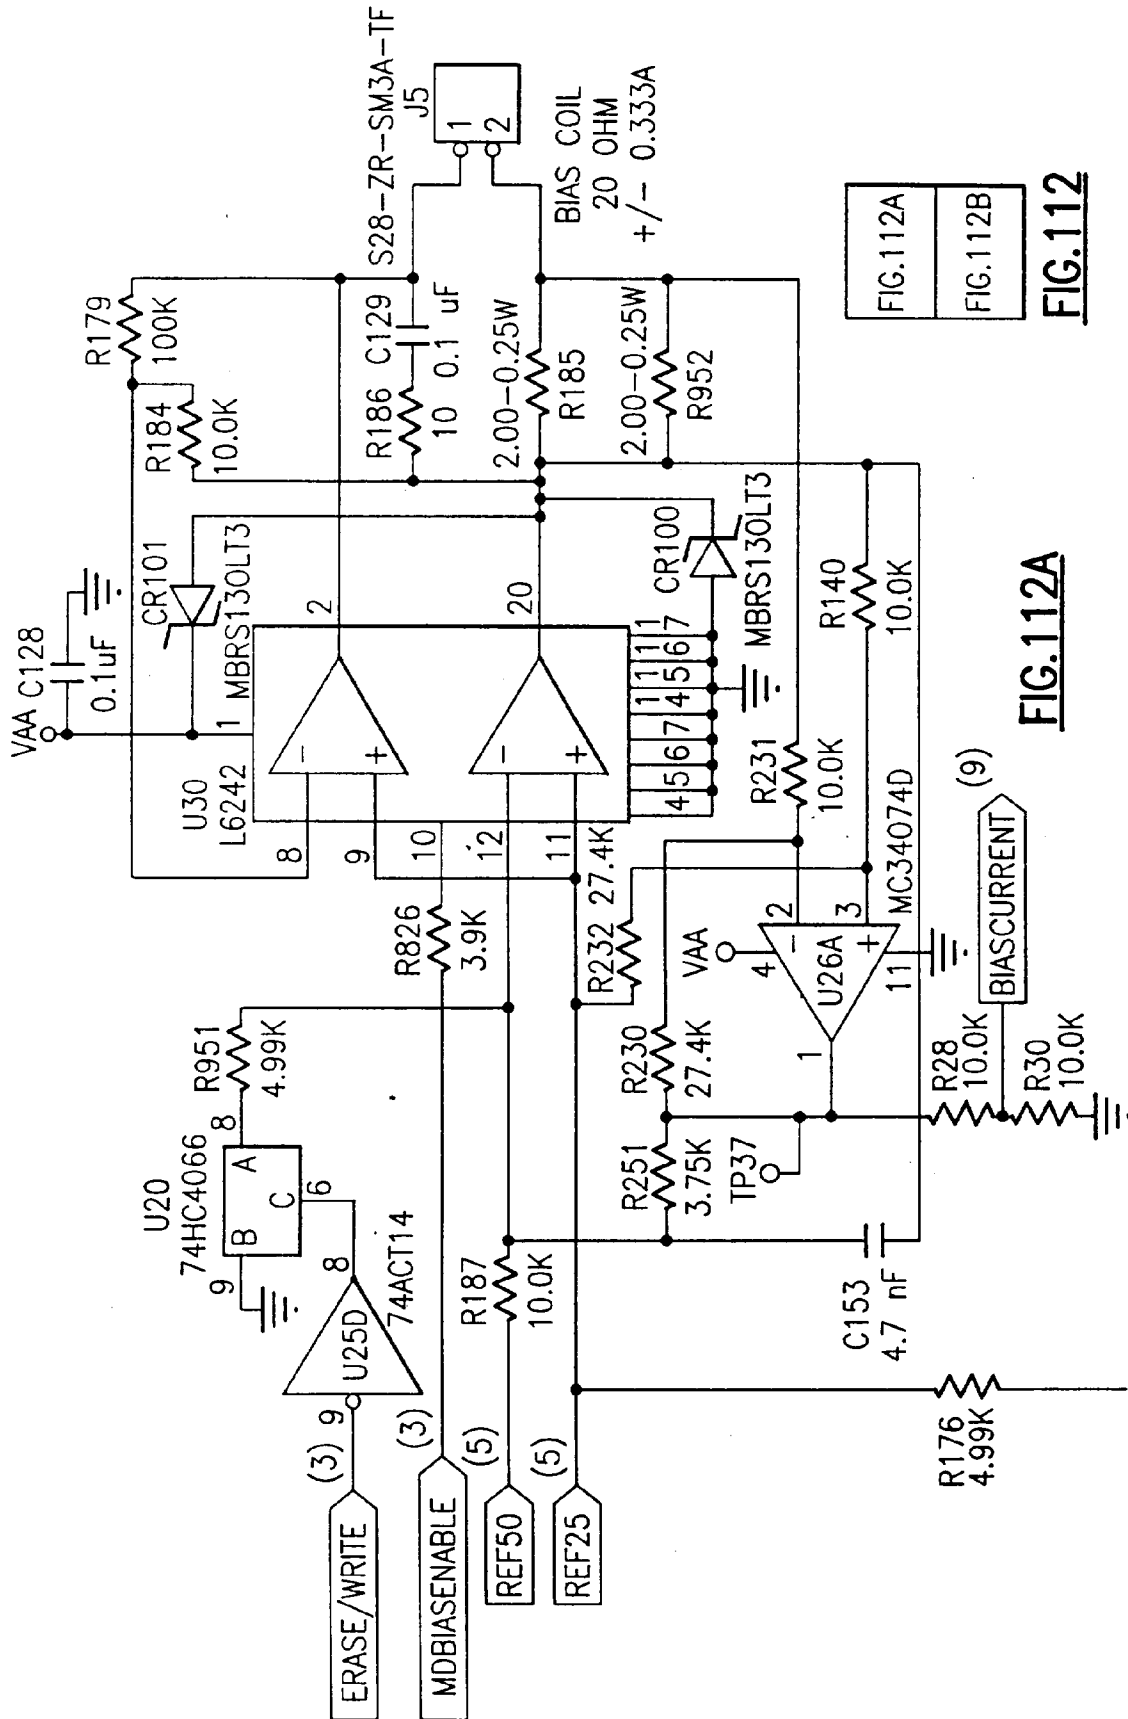 VAA
C128
0.1uF
CR101
MBRS130LT3
U30
L6242
1
8
9
10
12
11
2
20
-
+
-
+
4
5
6
7
14
15
16
17
R179
100K
R184
10.0K
R186
10
C129
0.1 uF
2.00-0.25W
R185
2.00-0.25W
R952
S28-ZR-SM3A-TF
J5
1
2
BIAS COIL
20 OHM
+/- 0.333A
CR100
MBRS130LT3
R140
10.0K
R231
10.0K
MC34074D
VAA
4
2
3
-
+
U26A
11
1
R232
27.4K
R230
27.4K
R251
3.75K
TP37
R28
10.0K
R30
10.0K
BIASCURRENT
(9)
R826
3.9K
R951
4.99K
U20
74HC4066
8
A
B
C
9
6
8
U25D
74ACT14
9
(3)
ERASE/WRITE
(3)
MDBIASENABLE
(5)
REF50
(5)
REF25
R187
10.0K
C153
4.7 nF
R176
4.99K
FIG.112A
FIG.112A
FIG.112B
FIG.112